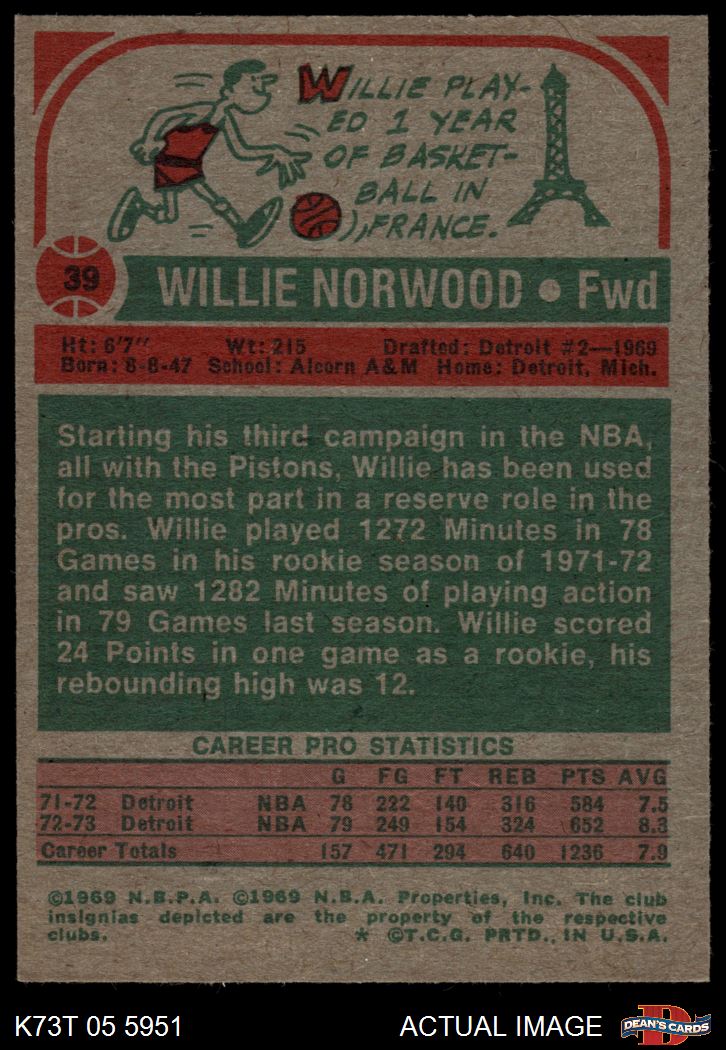 WILLIE PLAY-
ED 1 YEAR
OF BASKET-
BALL IN
FRANCE.
39
WILLIE NORWOOD • Fwd
Ht: 6'7" Wt: 215 Drafted: Detroit #2—1969
Born: 8-8-47 School: Alcorn A&M Home: Detroit, Mich.
Starting his third campaign in the NBA,
all with the Pistons, Willie has been used
for the most part in a reserve role in the
pros. Willie played 1272 Minutes in 78
Games in his rookie season of 1971-72
and saw 1282 Minutes of playing action
in 79 Games last season. Willie scored
24 Points in one game as a rookie, his
rebounding high was 12.
CAREER PRO STATISTICS
G FG FT REB PTS AVG
71-72 Detroit NBA 78 222 140 316 584 7.5
72-73 Detroit NBA 79 249 154 324 652 8.3
Career Totals 157 471 294 640 1236 7.9
©1969 N.B.P.A. ©1969 N.B.A. Properties, Inc. The club
insignias depicted are the property of the respective
clubs. * ©T.C.G. PRTD., IN U.S.A.
K73T 05 5951 ACTUAL IMAGE
D
DEAN'S CARDS